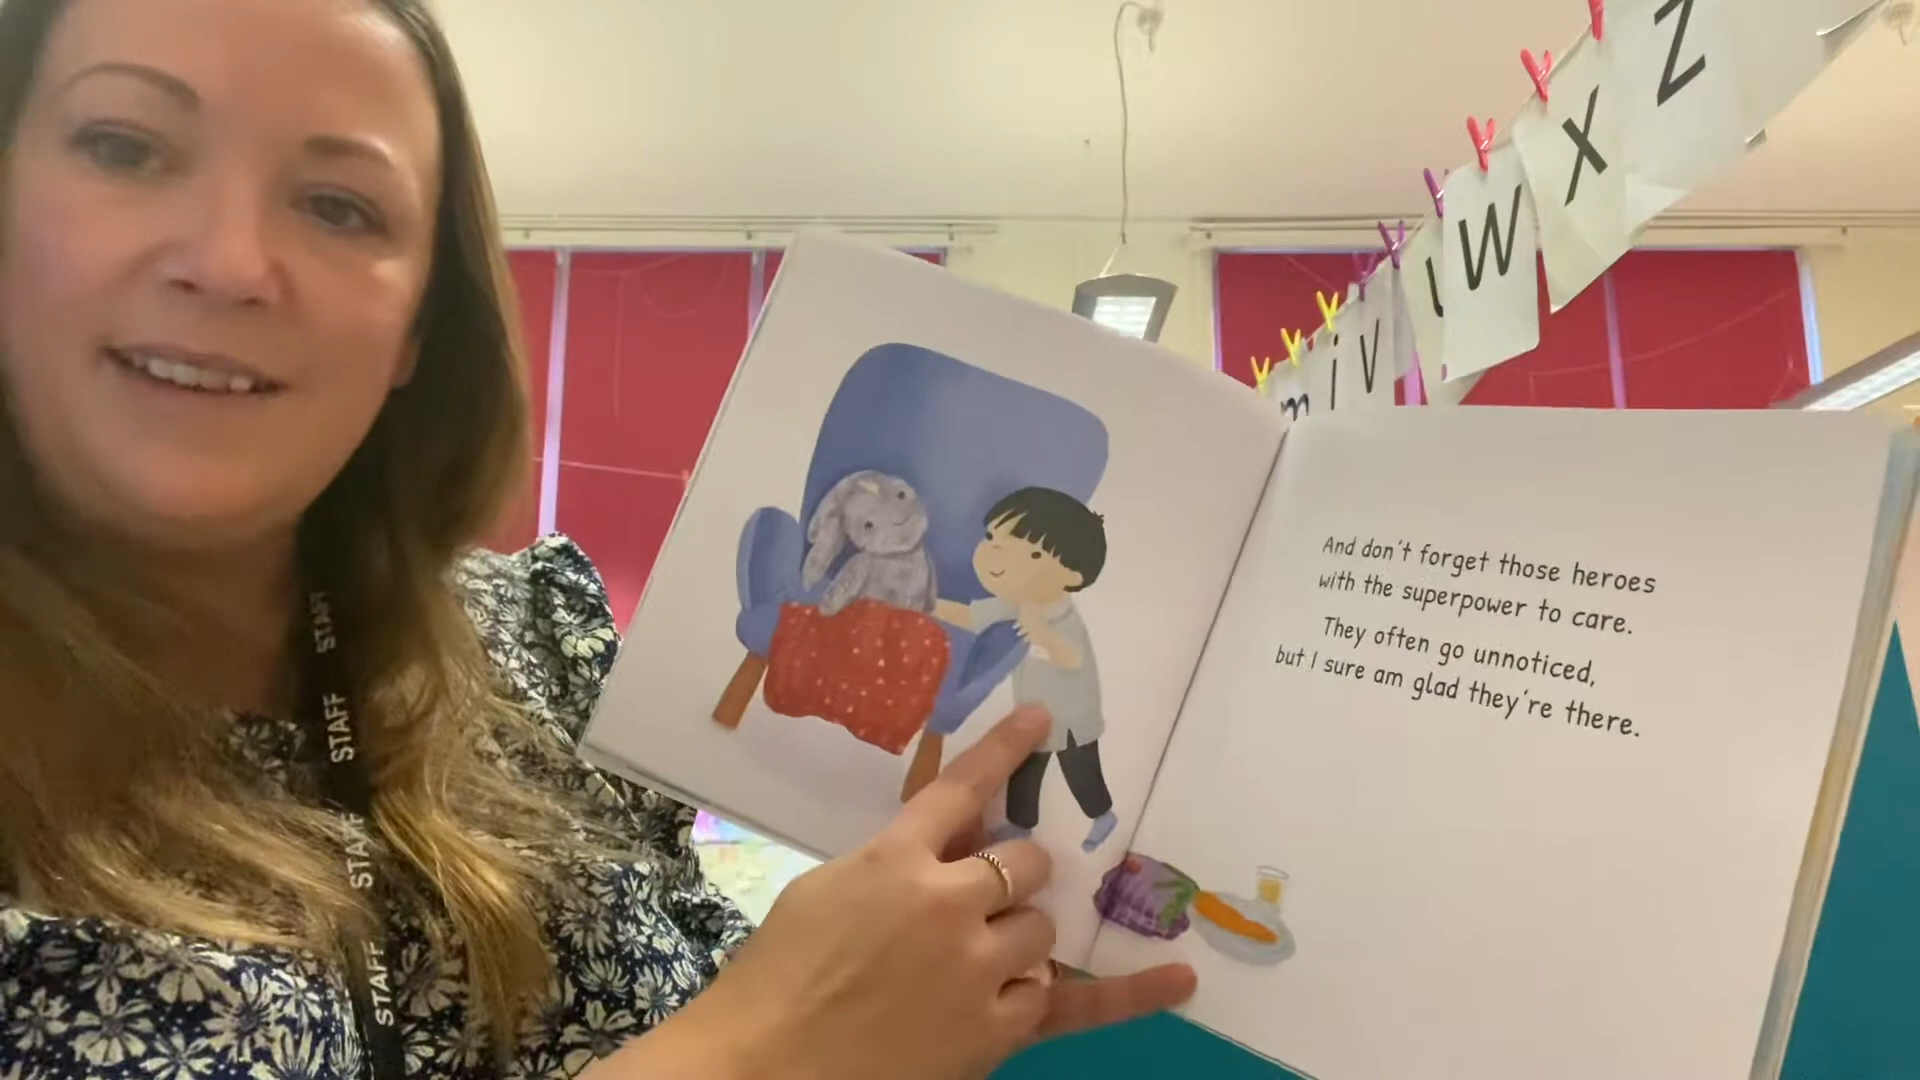 And don't forget those heroes
with the superpower to care.
They often go unnoticed,
but I sure am glad they're there.
STAFF
STAFF
STAFF
STAFF
m
i
v
W
X
Z